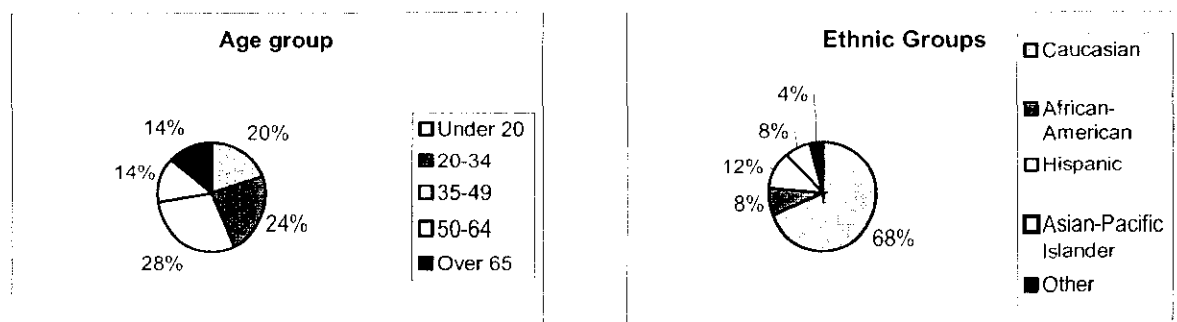 Age group
14%
20%
14%
24%
28%
Under 20
20-34
35-49
50-64
Over 65
Ethnic Groups
4%
8%
12%
8%
68%
Caucasian
African-
American
Hispanic
Asian-Pacific
Islander
Other